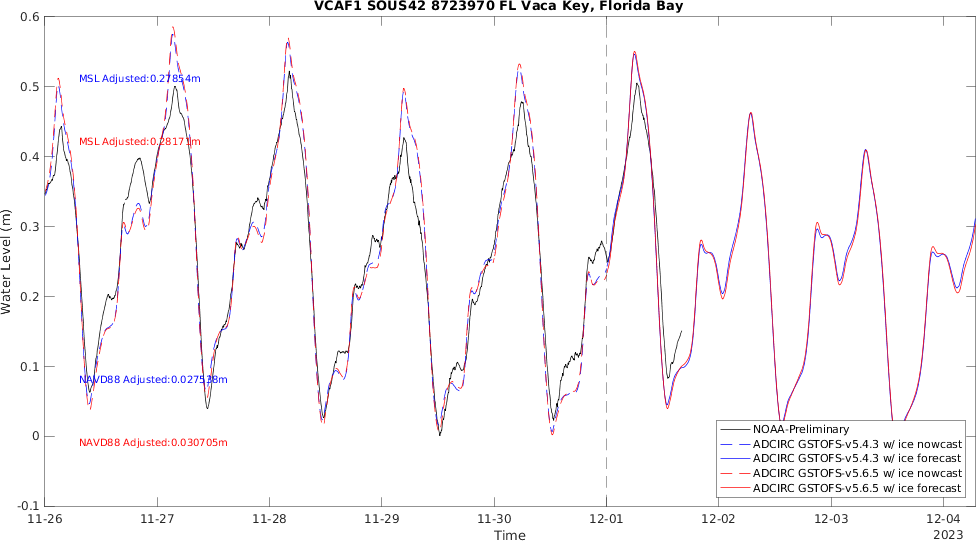 VCAF1 SOUS42 8723970 FL Vaca Key, Florida Bay
0.6
0.5
0.4
0.3
0.2
0.1
0
-0.1
Water Level (m)
MSL Adjusted:0.27854m
MSL Adjusted:0.28171m
NAVD88 Adjusted:0.027538m
NAVD88 Adjusted:0.030705m
NOAA-Preliminary
ADCIRC GSTOFS-v5.4.3 w/ ice nowcast
ADCIRC GSTOFS-v5.4.3 w/ ice forecast
ADCIRC GSTOFS-v5.6.5 w/ ice nowcast
ADCIRC GSTOFS-v5.6.5 w/ ice forecast
11-26 11-27 11-28 11-29 11-30 12-01 12-02 12-03 12-04
Time
2023